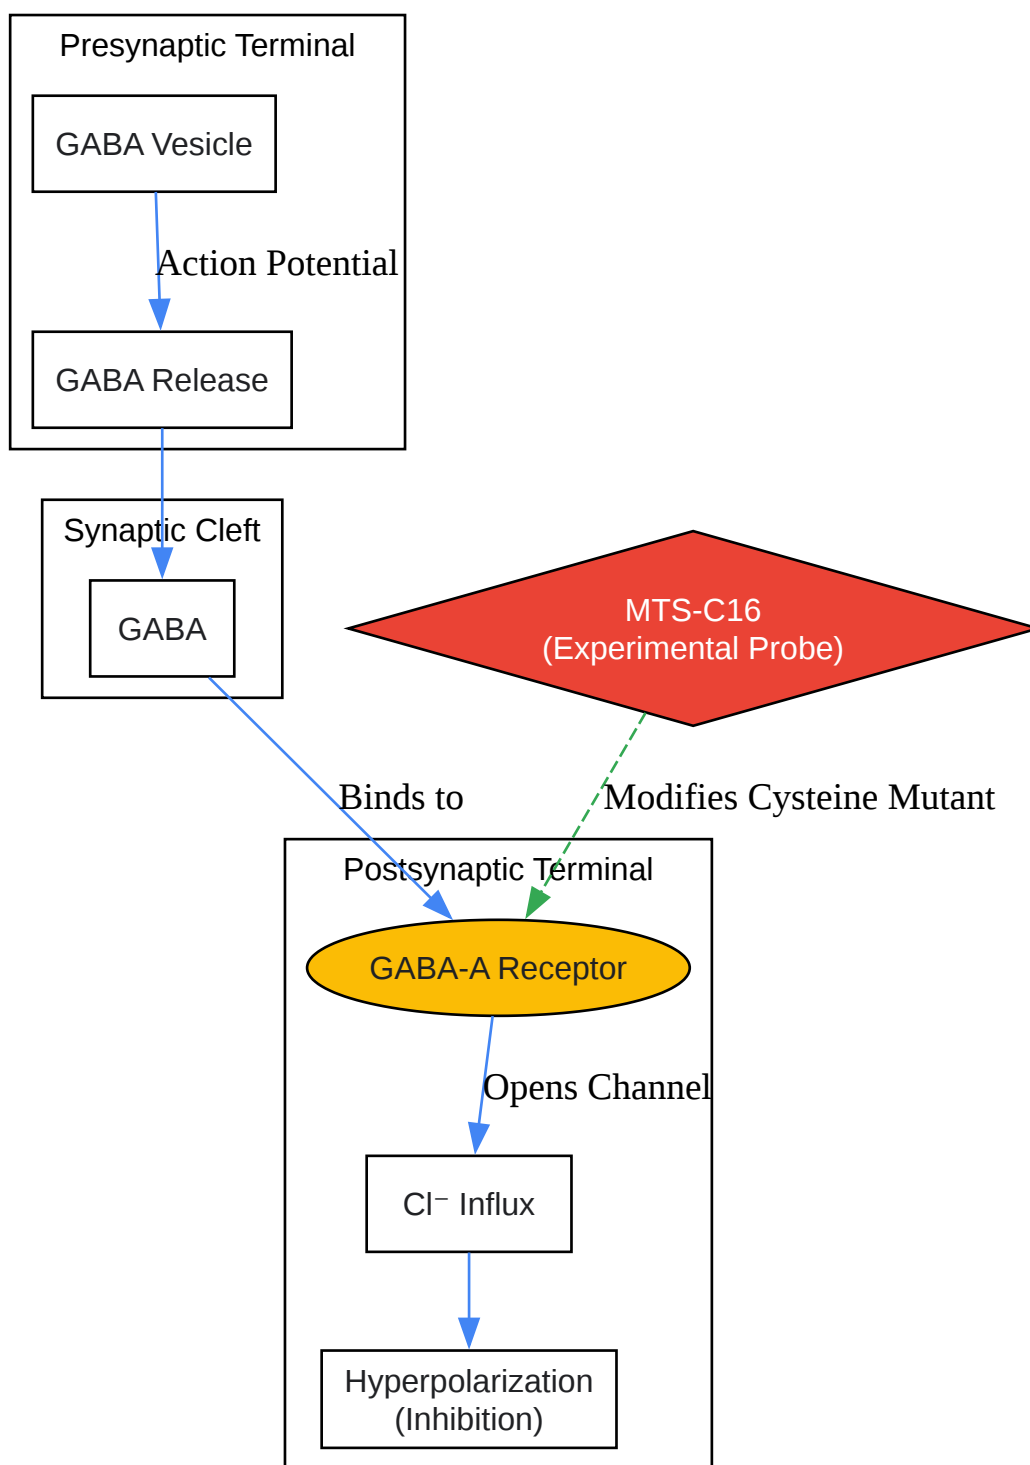 Presynaptic Terminal
GABA Vesicle
Action Potential
GABA Release
Synaptic Cleft
GABA
MTS-C16
(Experimental Probe)
Binds to
Modifies Cysteine Mutant
Postsynaptic Terminal
GABA-A Receptor
Opens Channel
Cl⁻ Influx
Hyperpolarization
(Inhibition)